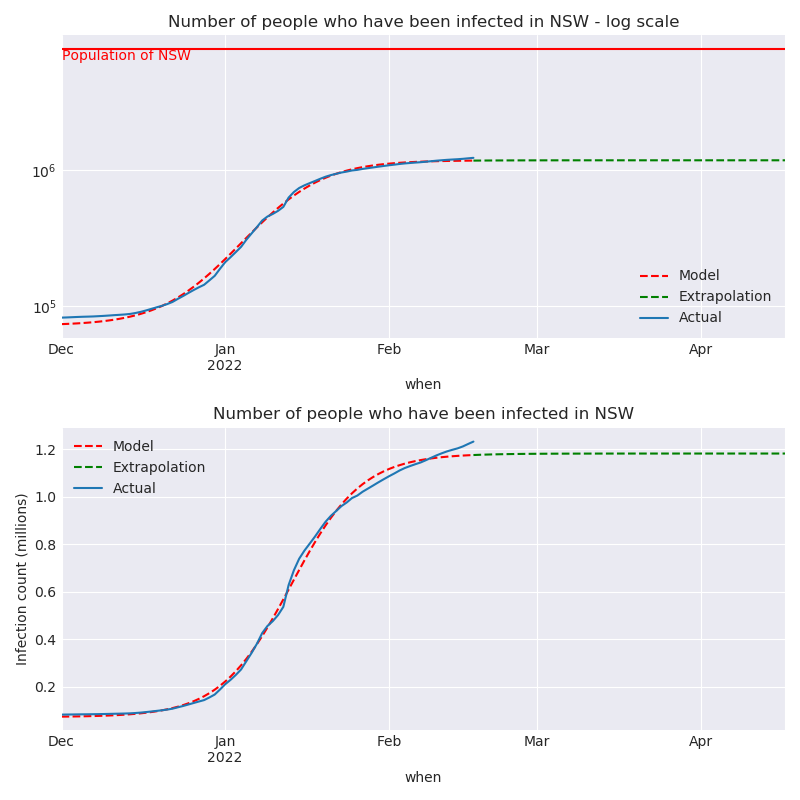 Number of people who have been infected in NSW - log scale
Population of NSW
10^6
10^5
Model
Extrapolation
Actual
Dec Jan Feb Mar Apr
2022
when
Number of people who have been infected in NSW
Infection count (millions)
1.2
1.0
0.8
0.6
0.4
0.2
Model
Extrapolation
Actual
Dec Jan Feb Mar Apr
2022
when